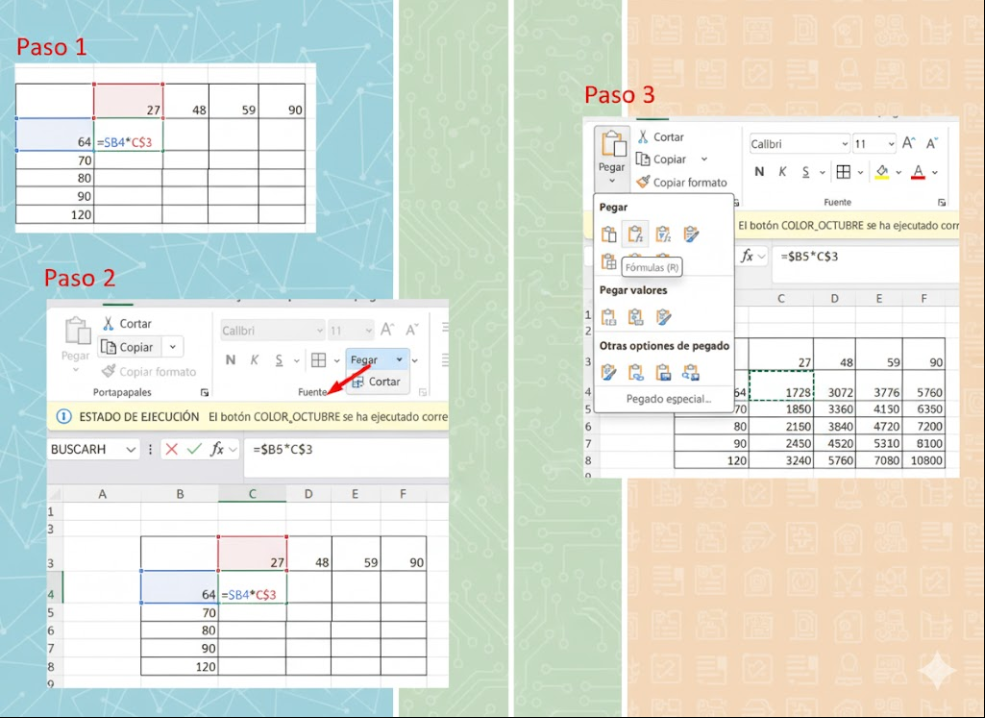 Paso 1
27 48 59 90
64 =$B4*C$3
70
80
90
120
Paso 2
Cortar
Copiar
Pegar
Copiar formato
Portapapeles
Calibri 11 A A
N K S
Fegar
Cortar
Fuente
ESTADO DE EJECUCIÓN El botón COLOR_OCTUBRE se ha ejecutado corre
BUSCARH fx =$B5*C$3
A B C D E F
1
3
3 27 48 59 90
4 64 =$B4*C$3
5 70
6 80
7 90
8 120
9
Paso 3
Pegar
Cortar
Copiar
Copiar formato
Calibri 11 A A
N K S A
Fuente
Pegar
Fórmulas (R)
Pegar valores
Otras optiones de pegado
Pegado especial...
El botón COLOR_OCTUBRE se ha ejecutado corr
fx =$B5*C$3
C D E F
1
2
3 27 48 59 90
4 64 1728 3072 3776 5760
5 70 1850 3360 4150 6350
6 80 2150 3840 4720 7200
7 90 2450 4520 5310 8100
8 120 3240 5760 7080 10800